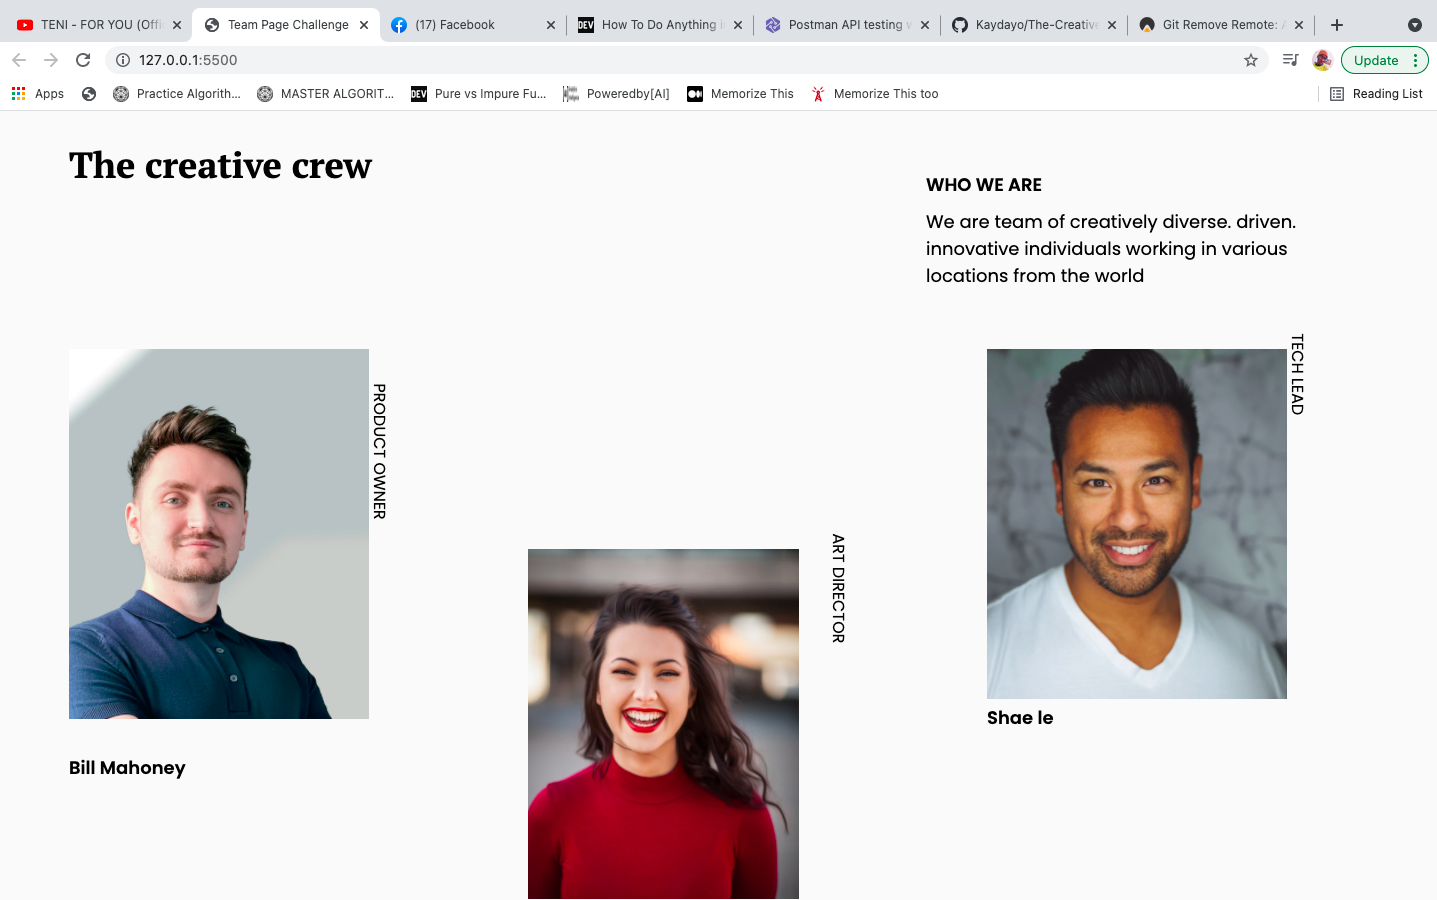 TENI - FOR YOU (Offi
Team Page Challenge
(17) Facebook
DEV
How To Do Anything i
Postman API testing w
Kaydayo/The-Creative
Git Remove Remote: A
127.0.0.1:5500
Update
Apps
Practice Algorith...
MASTER ALGORIT...
DEV
Pure vs Impure Fu...
Poweredby[AI]
Memorize This
Memorize This too
Reading List
The creative crew
WHO WE ARE
We are team of creatively diverse. driven.
innovative individuals working in various
locations from the world
PRODUCT OWNER
Bill Mahoney
ART DIRECTOR
TECH LEAD
Shae le